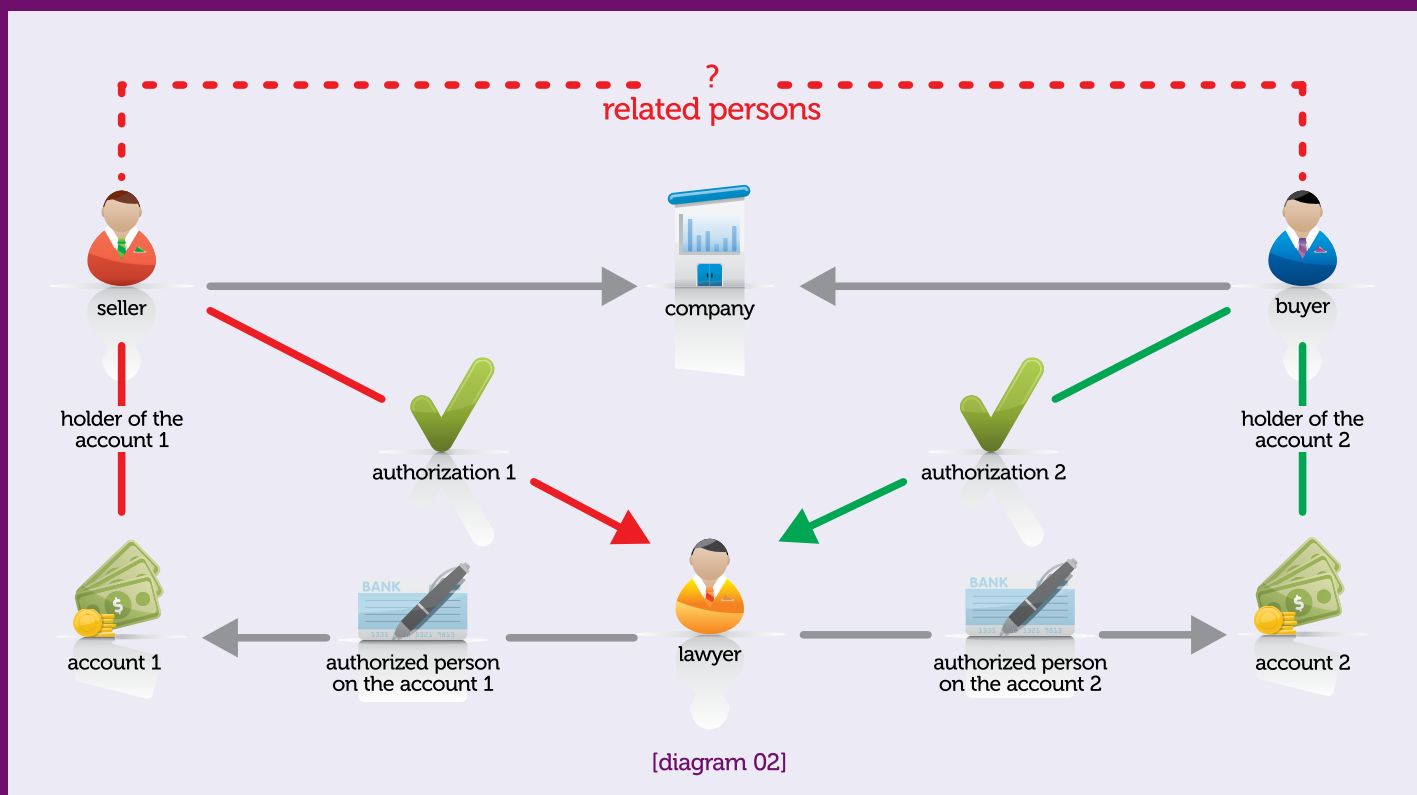 ?
related persons
seller
company
buyer
holder of the
account 1
holder of the
account 2
authorization 1
authorization 2
BANK
BANK
account 1
authorized person
on the account 1
lawyer
authorized person
on the account 2
account 2
[diagram 02]